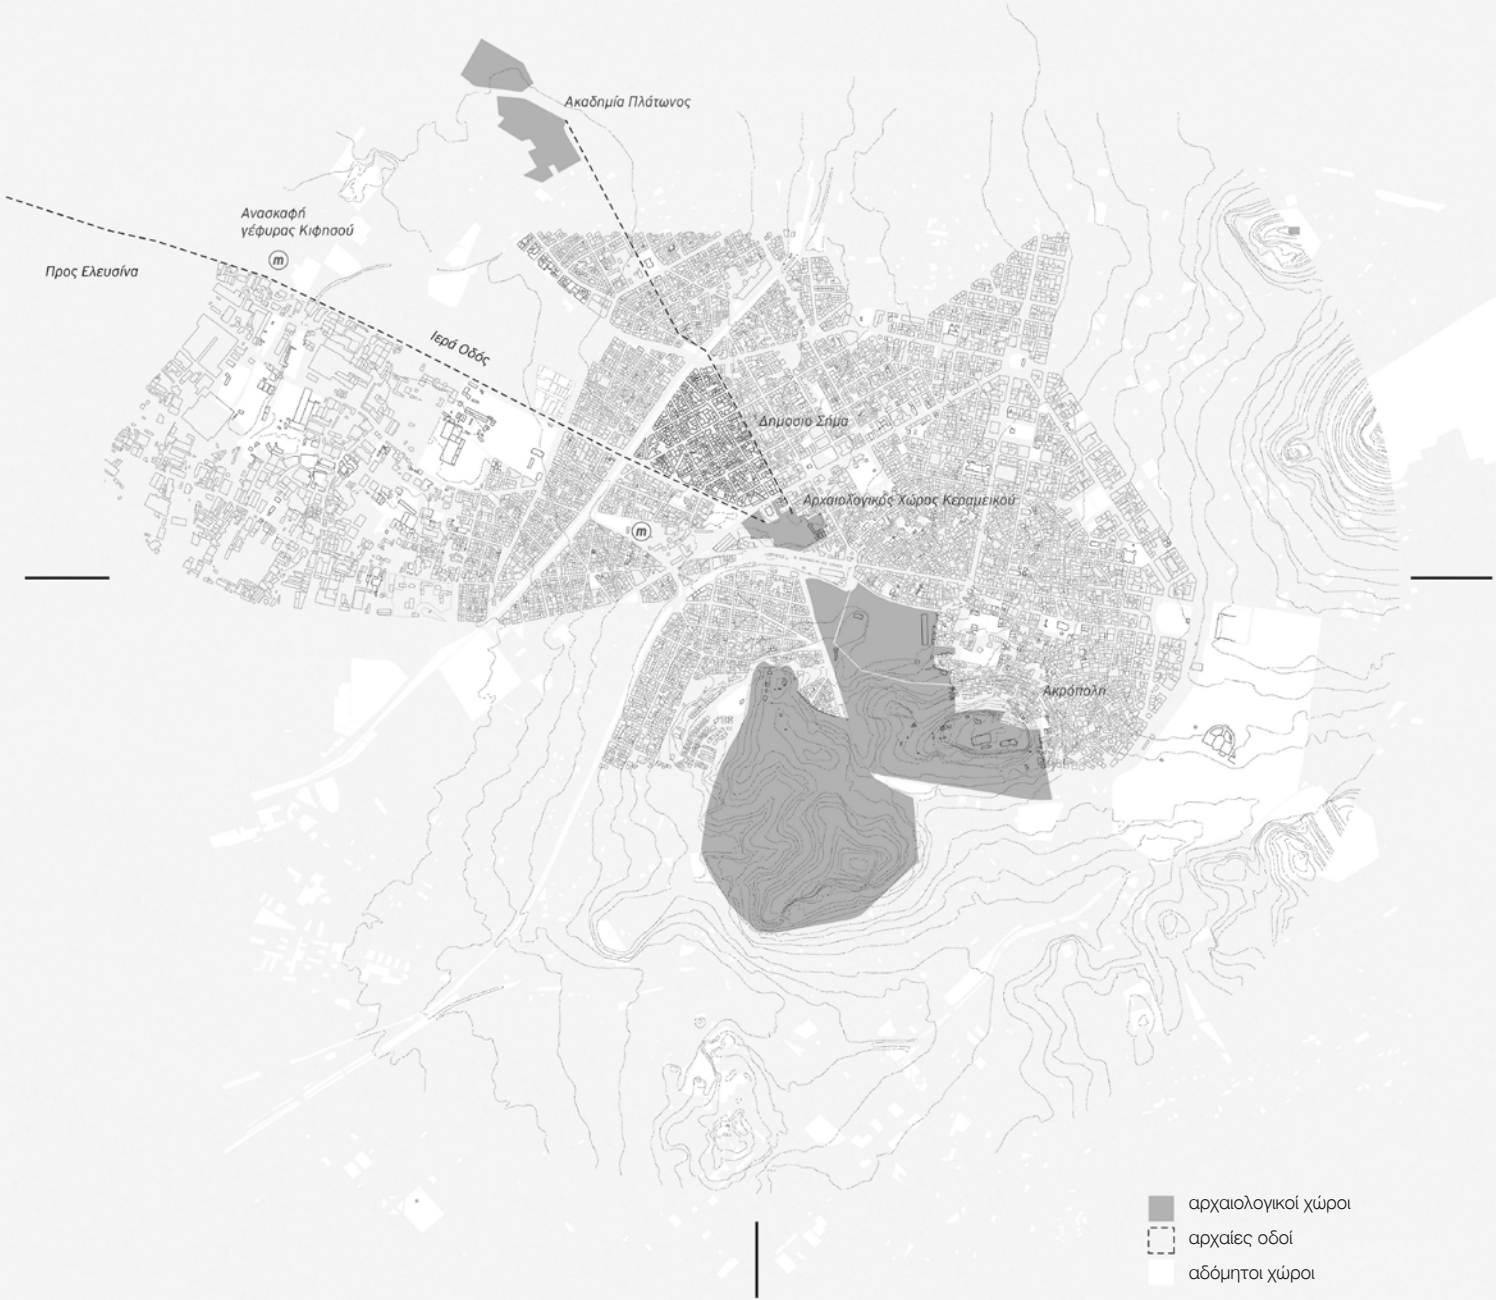 Ακαδημία Πλάτωνος
Ανασκαφή
γέφυρας Κιφησού
m
Προς Ελευσίνα
Ιερά Οδός
Δημοσιο Σήμα
Αρχαιολογικός Χώρος Κεραμεικού
m
Ακρόπολη
αρχαιολογικοί χώροι
αρχαίες οδοί
αδόμητοι χώροι